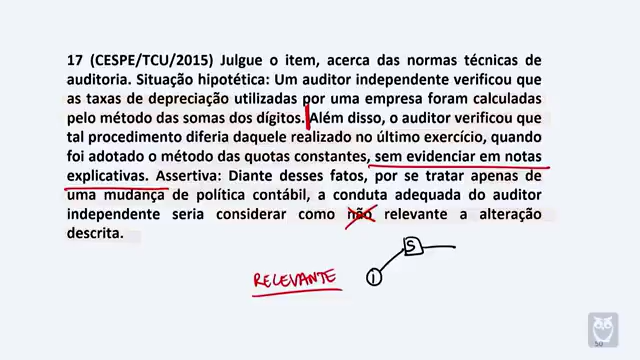 17 (CESPE/TCU/2015) Julgue o item, acerca das normas técnicas de
auditoria. Situação hipotética: Um auditor independente verificou que
as taxas de depreciação utilizadas por uma empresa foram calculadas
pelo método das somas dos dígitos. Além disso, o auditor verificou que
tal procedimento diferia daquele realizado no último exercício, quando
foi adotado o método das quotas constantes, sem evidenciar em notas
explicativas. Assertiva: Diante desses fatos, por se tratar apenas de
uma mudança de política contábil, a conduta adequada do auditor
independente seria considerar como não relevante a alteração
descrita.
S
RELEVANTE
I
50